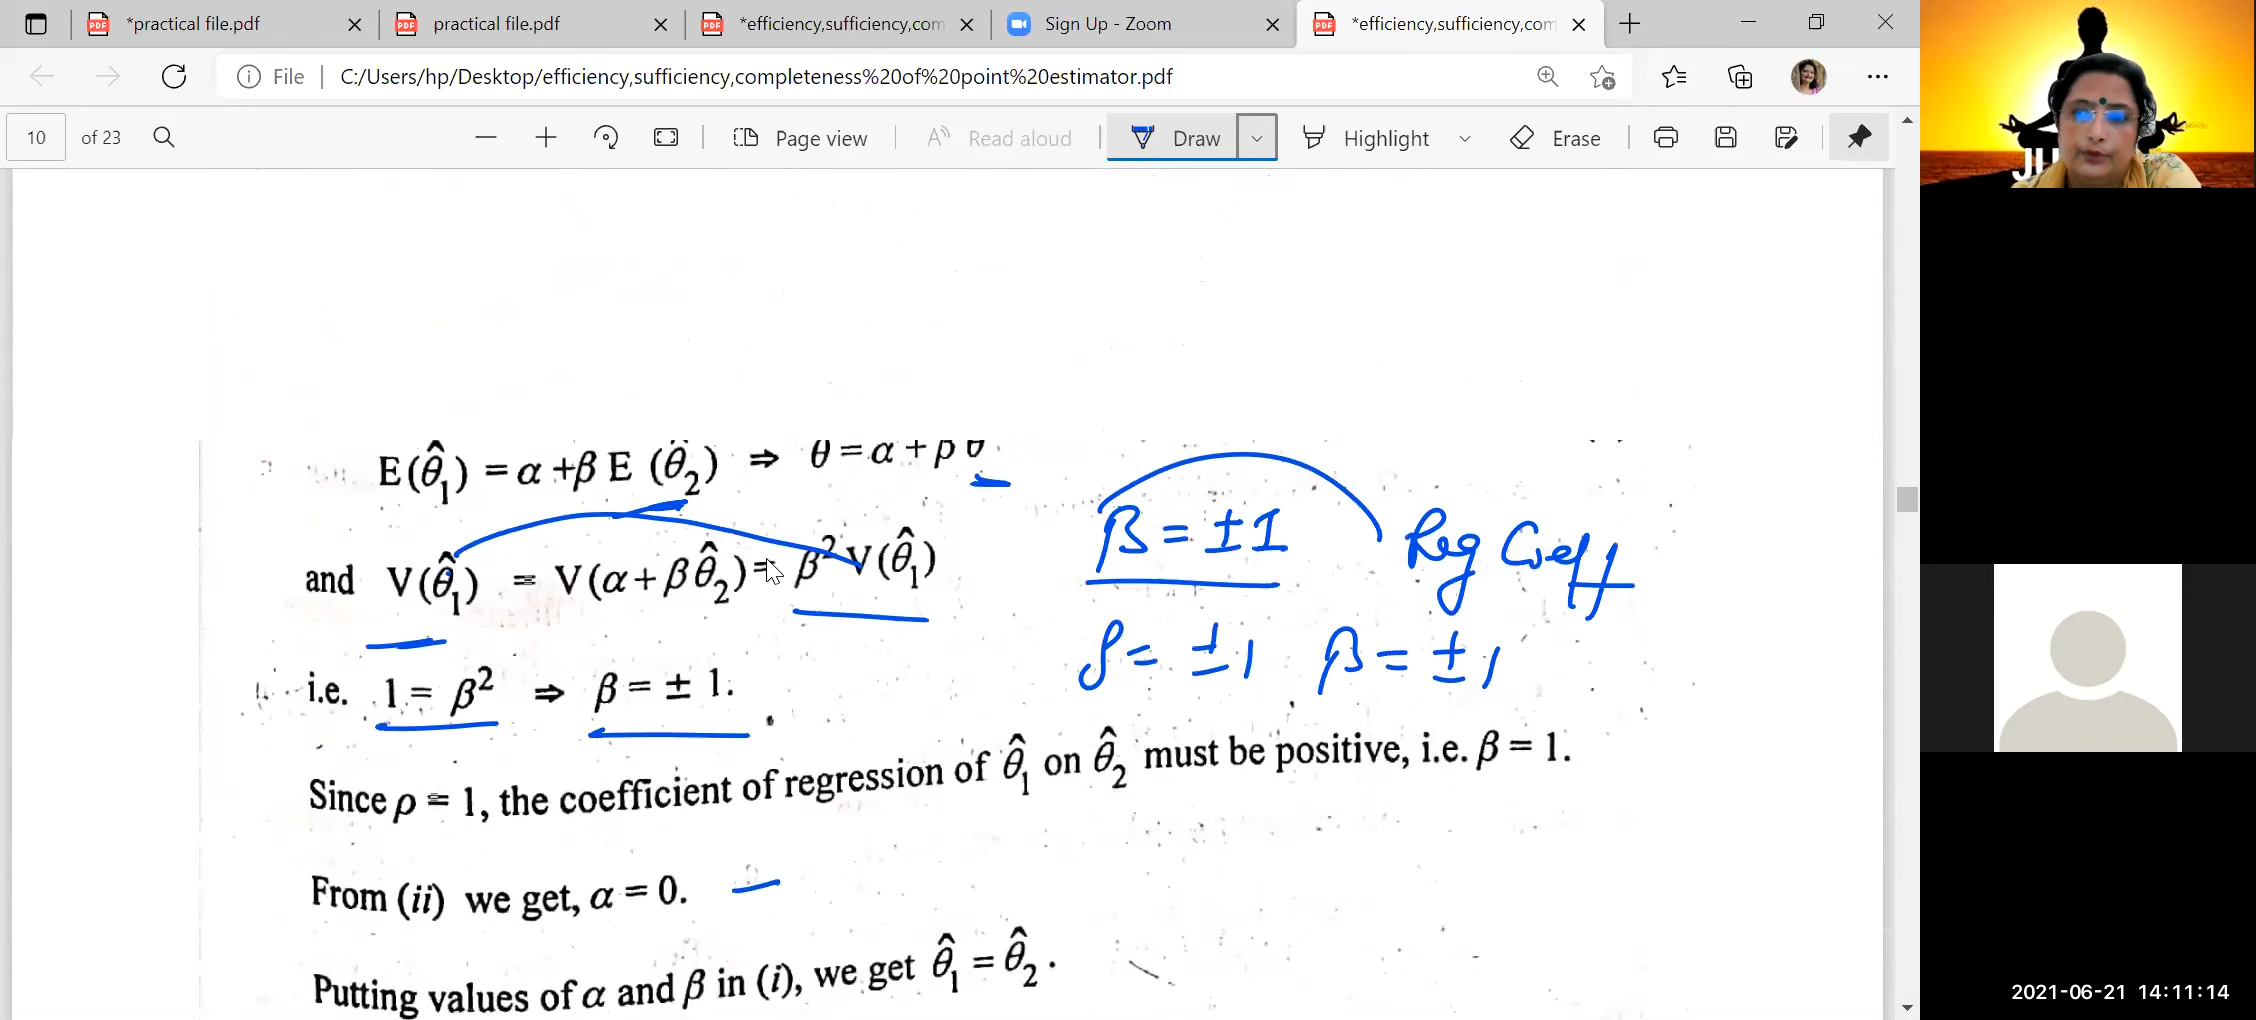 *practical file.pdf
practical file.pdf
*efficiency,sufficiency,com
Sign Up - Zoom
*efficiency,sufficiency,com
File | C:/Users/hp/Desktop/efficiency,sufficiency,completeness%20of%20point%20estimator.pdf
10 of 23
Page view
Read aloud
Draw
Highlight
Erase
E(θ̂₁) = α + β E (θ̂₂) ⇒ θ = α + β θ
and V(θ̂₁) = V(α + βθ̂₂) = β² V(θ̂₁)
i.e. 1 = β² ⇒ β = ± 1.
β = ±1 Reg Coeff
ρ = ±1 β = ±1
Since ρ = 1, the coefficient of regression of θ̂₁ on θ̂₂ must be positive, i.e. β = 1.
From (ii) we get, α = 0.
Putting values of α and β in (i), we get θ̂₁ = θ̂₂.
2021-06-21 14:11:14